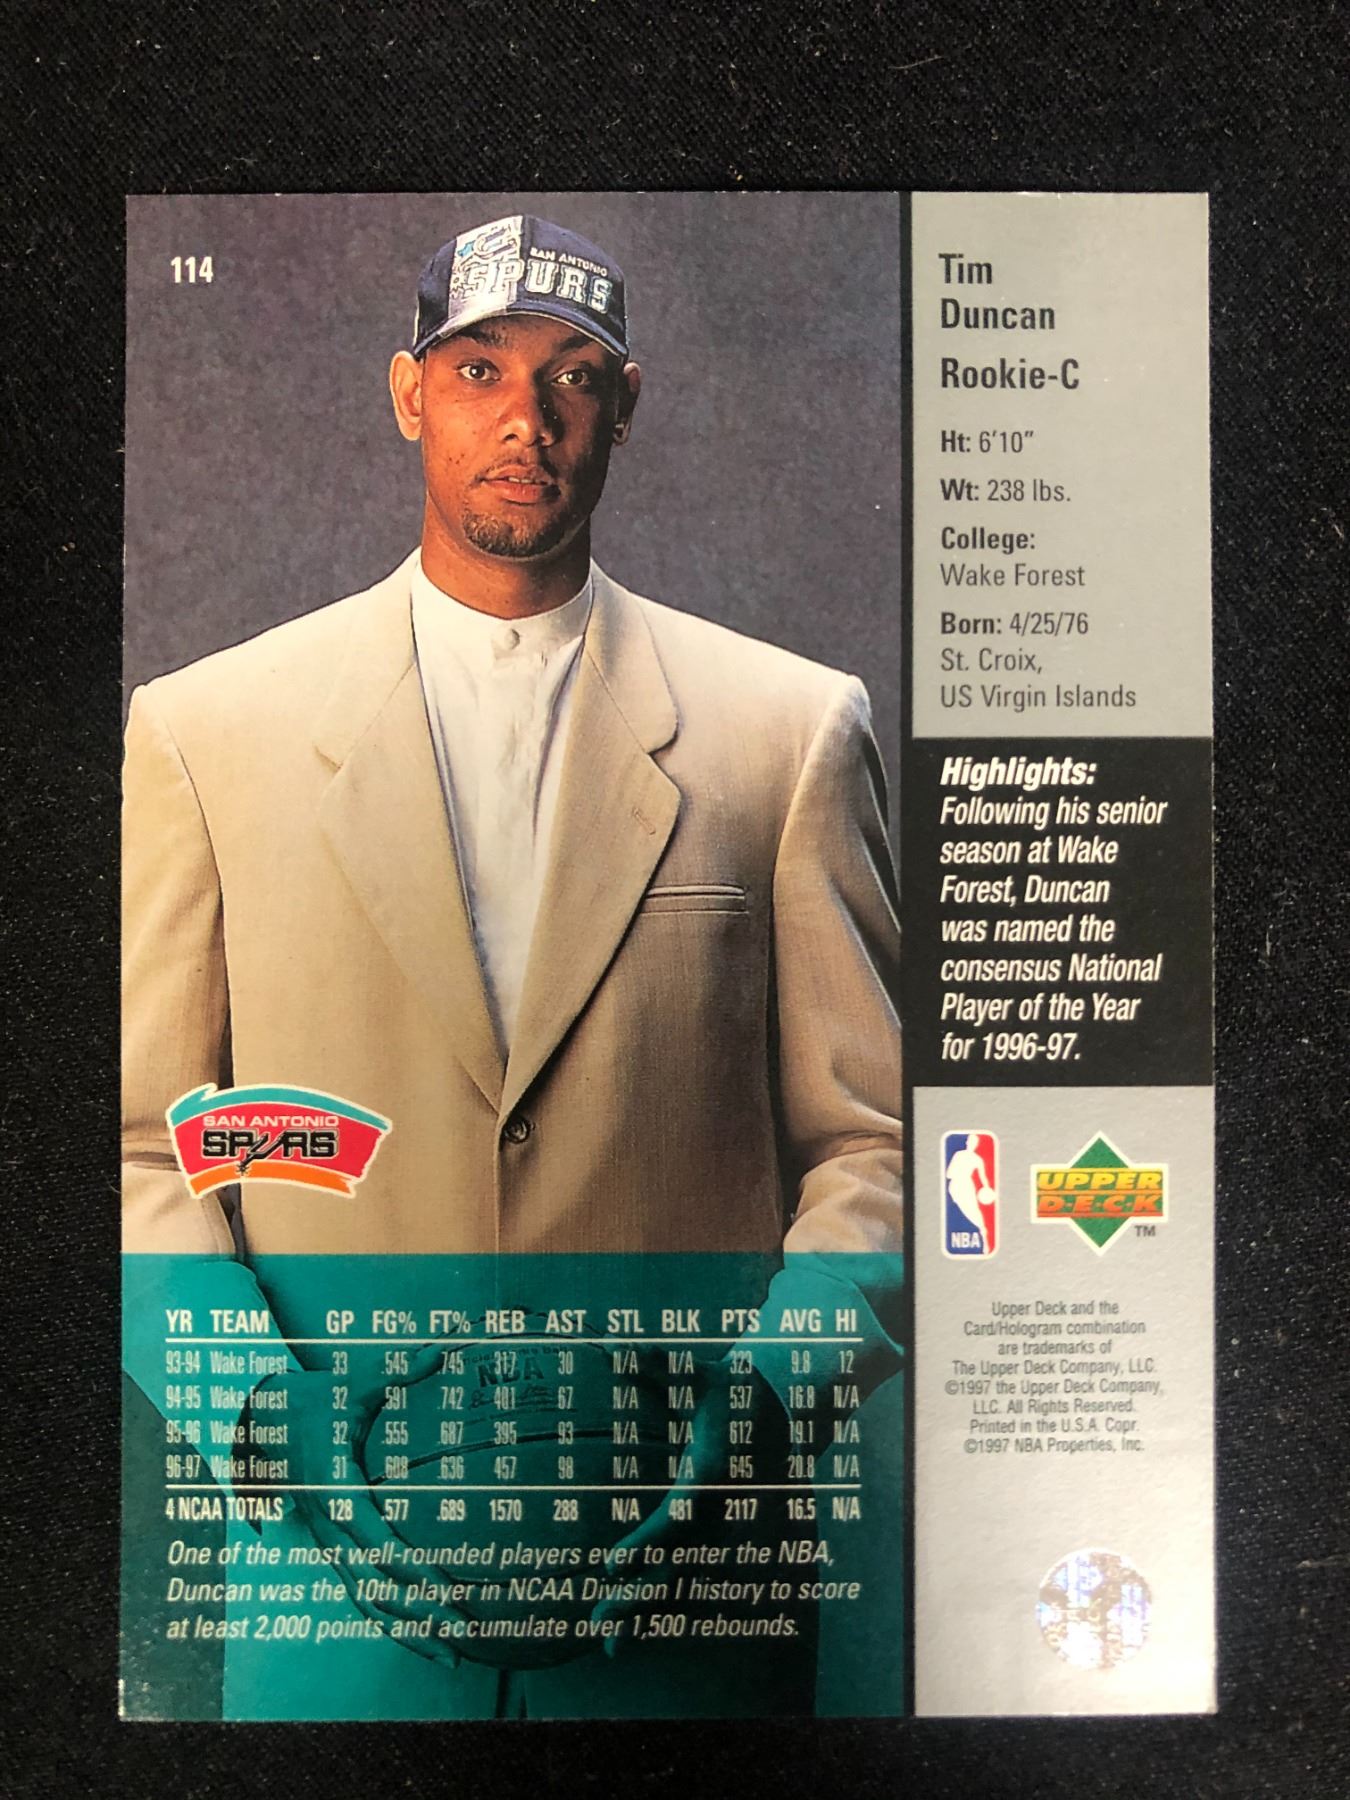 114
SAN ANTONIO
SPURS
Tim
Duncan
Rookie-C
Ht: 6'10"
Wt: 238 lbs.
College:
Wake Forest
Born: 4/25/76
St. Croix,
US Virgin Islands
Highlights:
Following his senior
season at Wake
Forest, Duncan
was named the
consensus National
Player of the Year
for 1996-97.
SAN ANTONIO
SPURS
NBA
UPPER
D·E·C·K
TM
YR TEAM GP FG% FT% REB AST STL BLK PTS AVG HI
93-94 Wake Forest 33 .545 .745 317 30 N/A N/A 323 9.8 12
94-95 Wake Forest 32 .591 .742 401 67 N/A N/A 537 16.8 N/A
95-96 Wake Forest 32 .555 .687 395 93 N/A N/A 612 19.1 N/A
96-97 Wake Forest 31 .608 .636 457 98 N/A N/A 645 20.8 N/A
4 NCAA TOTALS 128 .577 .689 1570 288 N/A 481 2117 16.5 N/A
One of the most well-rounded players ever to enter the NBA,
Duncan was the 10th player in NCAA Division I history to score
at least 2,000 points and accumulate over 1,500 rebounds.
NBA
Upper Deck and the
Card/Hologram combination
are trademarks of
The Upper Deck Company, LLC.
©1997 the Upper Deck Company,
LLC. All Rights Reserved.
Printed in the U.S.A. Copr.
©1997 NBA Properties, Inc.